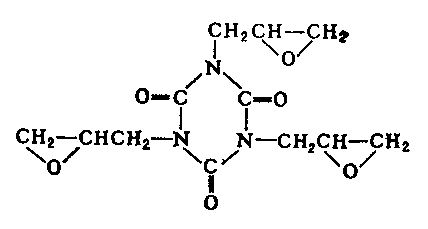 CH₂CH—CH₂
O
N
O=C C=O
CH₂—CHCH₂—N N—CH₂CH—CH₂
O C O
O